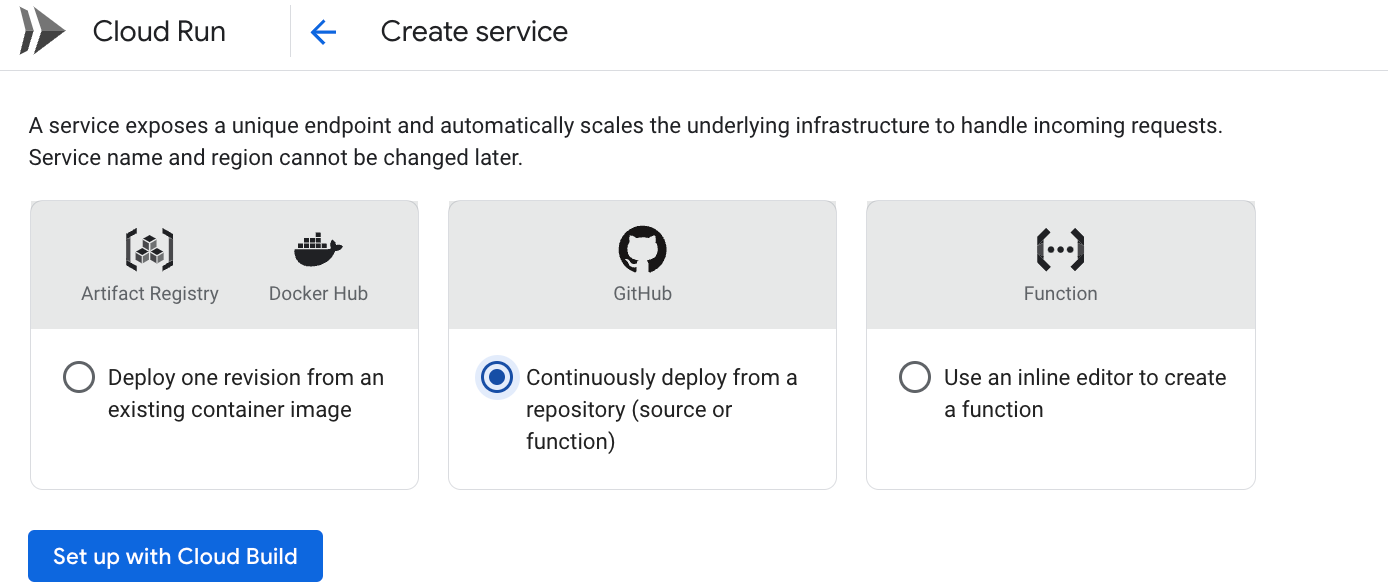 Cloud Run
Create service
A service exposes a unique endpoint and automatically scales the underlying infrastructure to handle incoming requests.
Service name and region cannot be changed later.
Artifact Registry
Docker Hub
Deploy one revision from an
existing container image
GitHub
Continuously deploy from a
repository (source or
function)
Function
Use an inline editor to create
a function
Set up with Cloud Build